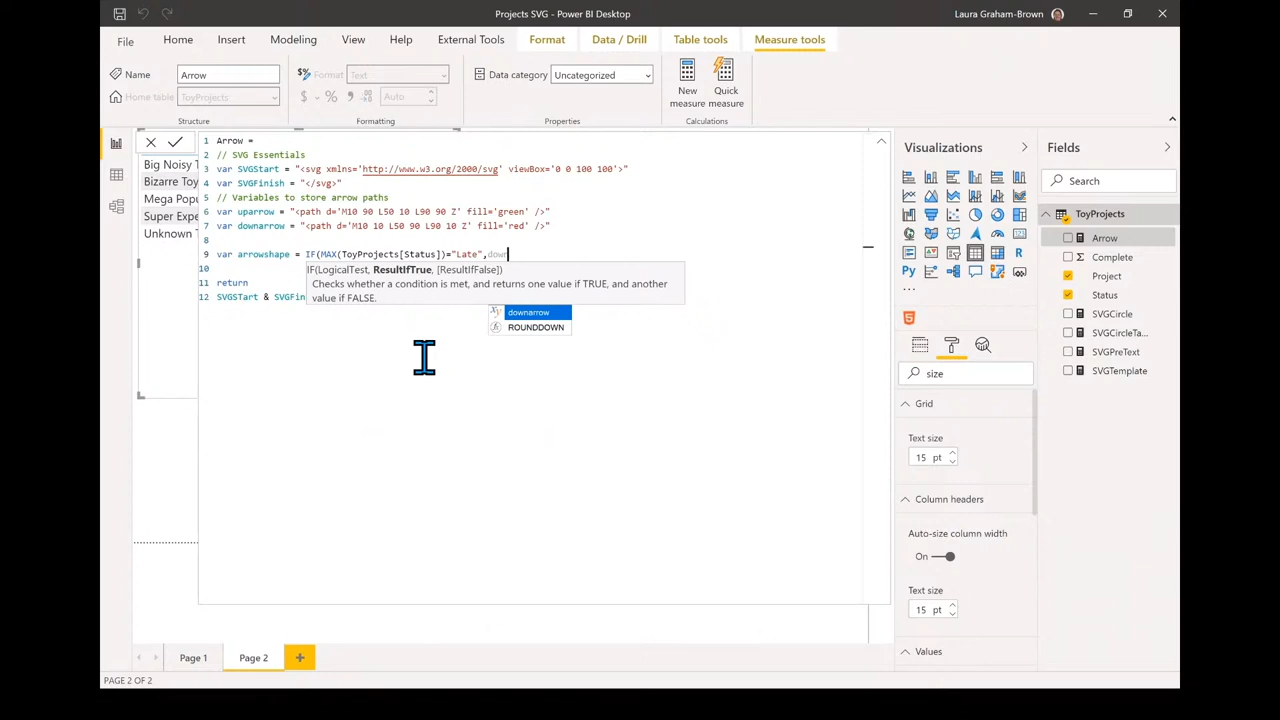 Projects SVG - Power BI Desktop
Laura Graham-Brown
File Home Insert Modeling View Help External Tools Format Data / Drill Table tools Measure tools
Name Arrow
Home table ToyProjects
Structure
Format Text
$ % 9 Auto
Formatting
Data category Uncategorized
Properties
New measure
Quick measure
Calculations
Big Noisy T
Bizarre Toy
Mega Popu
Super Expe
Unknown
1 Arrow =
2 // SVG Essentials
3 var SVGStart = "<svg xmlns='http://www.w3.org/2000/svg' viewBox='0 0 100 100'>"
4 var SVGFinish = "</svg>"
5 // Variables to store arrow paths
6 var uparrow = "<path d='M10 90 L50 10 L90 90 Z' fill='green' />"
7 var downarrow = "<path d='M10 10 L50 90 L90 10 Z' fill='red' />"
8
9 var arrowshape = IF(MAX(ToyProjects[Status])="Late",down
10
11 return
12 SVGSTart & SVGFin
IF(LogicalTest, ResultIfTrue, [ResultIfFalse])
Checks whether a condition is met, and returns one value if TRUE, and another
value if FALSE.
downarrow
ROUNDDOWN
Visualizations
Py
R
size
Grid
Text size
15 pt
Column headers
Auto-size column width
On
Text size
15 pt
Values
Fields
Search
ToyProjects
Arrow
Complete
Project
Status
SVGCircle
SVGCircleTa...
SVGPreText
SVGTemplate
Page 1
Page 2
PAGE 2 OF 2